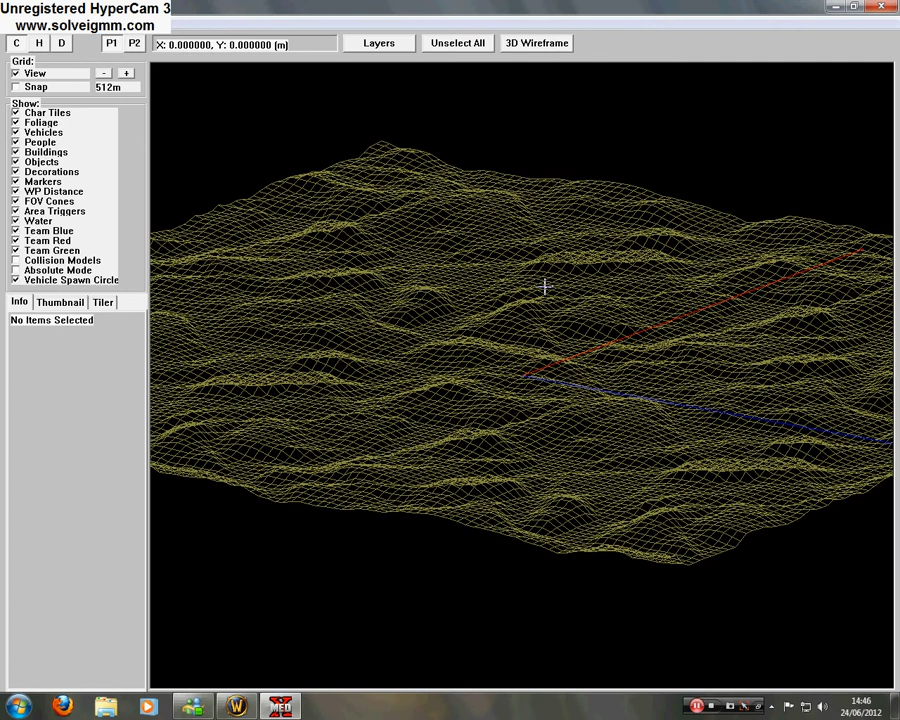 Unregistered HyperCam 3
www.solveigmm.com
C H D P1 P2 X: 0.000000, Y: 0.000000 (m) Layers Unselect All 3D Wireframe
Grid:
View - +
Snap 512m
Show:
Char Tiles
Foliage
Vehicles
People
Buildings
Objects
Decorations
Markers
WP Distance
FOV Cones
Area Triggers
Water
Team Blue
Team Red
Team Green
Collision Models
Absolute Mode
Vehicle Spawn Circle
Info Thumbnail Tiler
No Items Selected
W
X
MED
14:46
24/06/2012